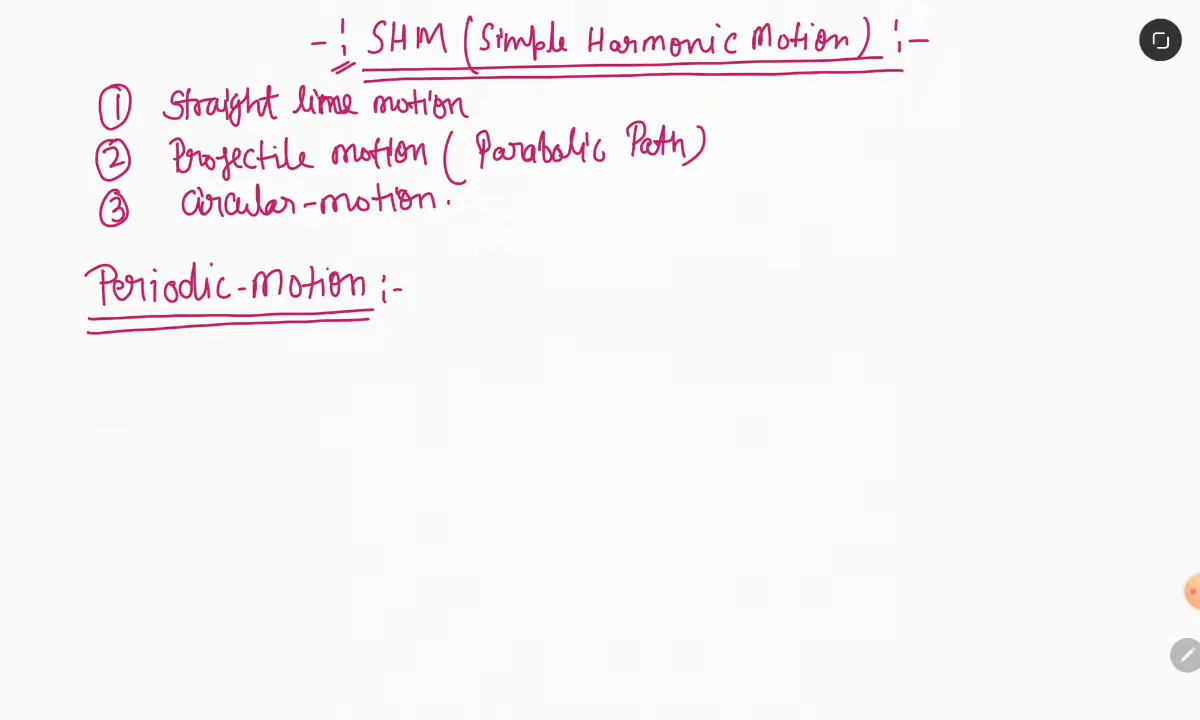 -: SHM (Simple Harmonic Motion) :-
① Straight line motion
② Projectile motion (Parabolic Path)
③ Circular-motion.
Periodic-Motion :-